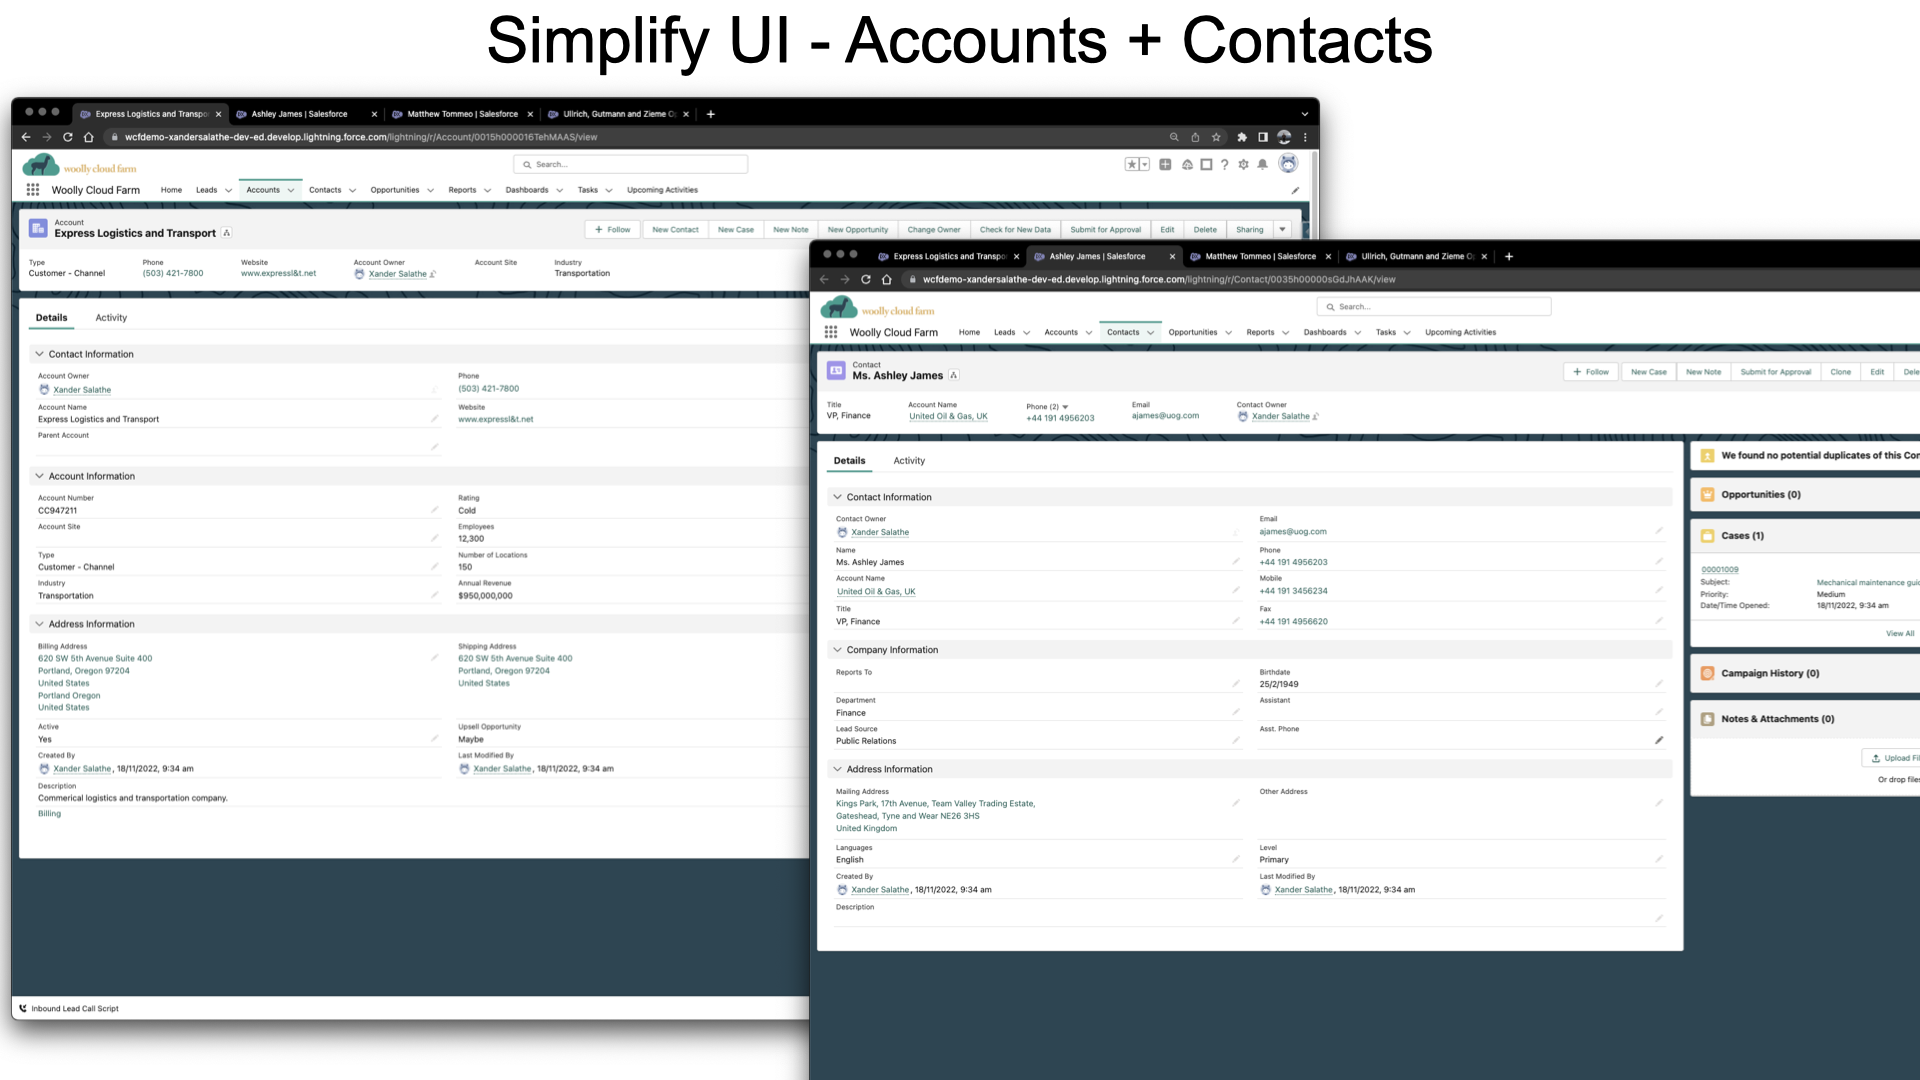 Simplify UI - Accounts + Contacts
Express Logistics and Transpo
Ashley James | Salesforce
Matthew Tommeo | Salesforce
Ullrich, Gutmann and Zieme O
wcfdemo-xandersalathe-dev-ed.develop.lightning.force.com/lightning/r/Account/0015h000016TehMAAS/view
woolly cloud farm
Search...
Woolly Cloud Farm
Home
Leads
Accounts
Contacts
Opportunities
Reports
Dashboards
Tasks
Upcoming Activities
Account
Express Logistics and Transport
+ Follow
New Contact
New Case
New Note
New Opportunity
Change Owner
Check for New Data
Submit for Approval
Edit
Delete
Sharing
Type
Customer - Channel
Phone
(503) 421-7800
Website
www.expressl&t.net
Account Owner
Xander Salathe
Account Site
Industry
Transportation
Details
Activity
Contact Information
Account Owner
Xander Salathe
Phone
(503) 421-7800
Account Name
Express Logistics and Transport
Website
www.expressl&t.net
Parent Account
Account Information
Account Number
CC947211
Rating
Cold
Account Site
Employees
12,300
Type
Customer - Channel
Number of Locations
150
Industry
Transportation
Annual Revenue
$950,000,000
Address Information
Billing Address
620 SW 5th Avenue Suite 400
Portland, Oregon 97204
United States
Portland Oregon
United States
Shipping Address
620 SW 5th Avenue Suite 400
Portland, Oregon 97204
United States
Active
Yes
Upsell Opportunity
Maybe
Created By
Xander Salathe, 18/11/2022, 9:34 am
Last Modified By
Xander Salathe, 18/11/2022, 9:34 am
Description
Commerical logistics and transportation company.
Billing
Inbound Lead Call Script
Express Logistics and Transpo
Ashley James | Salesforce
Matthew Tommeo | Salesforce
Ullrich, Gutmann and Zieme O
wcfdemo-xandersalathe-dev-ed.develop.lightning.force.com/lightning/r/Contact/0035h00000sGdJhAAK/view
woolly cloud farm
Search...
Woolly Cloud Farm
Home
Leads
Accounts
Contacts
Opportunities
Reports
Dashboards
Tasks
Upcoming Activities
Contact
Ms. Ashley James
+ Follow
New Case
New Note
Submit for Approval
Clone
Edit
Dele
Title
VP, Finance
Account Name
United Oil & Gas, UK
Phone (2)
+44 191 4956203
Email
ajames@uog.com
Contact Owner
Xander Salathe
Details
Activity
Contact Information
Contact Owner
Xander Salathe
Email
ajames@uog.com
Name
Ms. Ashley James
Phone
+44 191 4956203
Account Name
United Oil & Gas, UK
Mobile
+44 191 3456234
Title
VP, Finance
Fax
+44 191 4956620
Company Information
Reports To
Birthdate
25/2/1949
Department
Finance
Assistant
Lead Source
Public Relations
Asst. Phone
Address Information
Mailing Address
Kings Park, 17th Avenue, Team Valley Trading Estate,
Gateshead, Tyne and Wear NE26 3HS
United Kingdom
Other Address
Languages
English
Level
Primary
Created By
Xander Salathe, 18/11/2022, 9:34 am
Last Modified By
Xander Salathe, 18/11/2022, 9:34 am
Description
We found no potential duplicates of this Con
Opportunities (0)
Cases (1)
00001009
Subject:
Mechanical maintenance guid
Priority:
Medium
Date/Time Opened:
18/11/2022, 9:34 am
View All
Campaign History (0)
Notes & Attachments (0)
Upload Fil
Or drop files